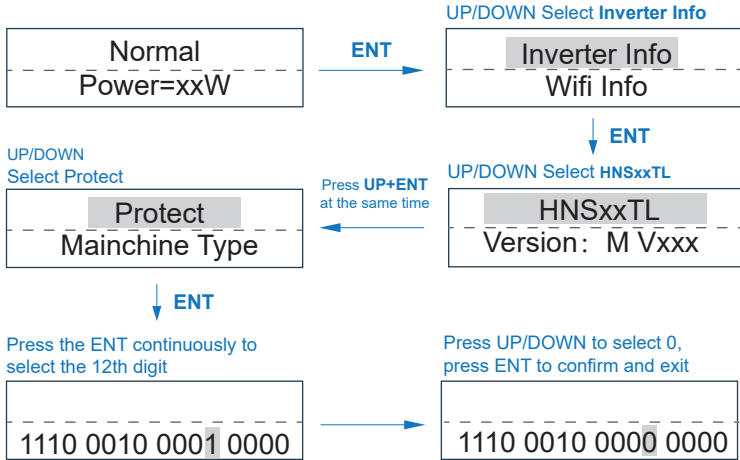 UP/DOWN Select Inverter Info
Normal
Power=xxW
ENT
Inverter Info
Wifi Info
ENT
UP/DOWN Select HNSxxTL
HNSxxTL
Version: M Vxxx
Press UP+ENT
at the same time
UP/DOWN
Select Protect
Protect
Mainchine Type
ENT
Press the ENT continuously to
select the 12th digit
1110 0010 0001 0000
Press UP/DOWN to select 0,
press ENT to confirm and exit
1110 0010 0000 0000